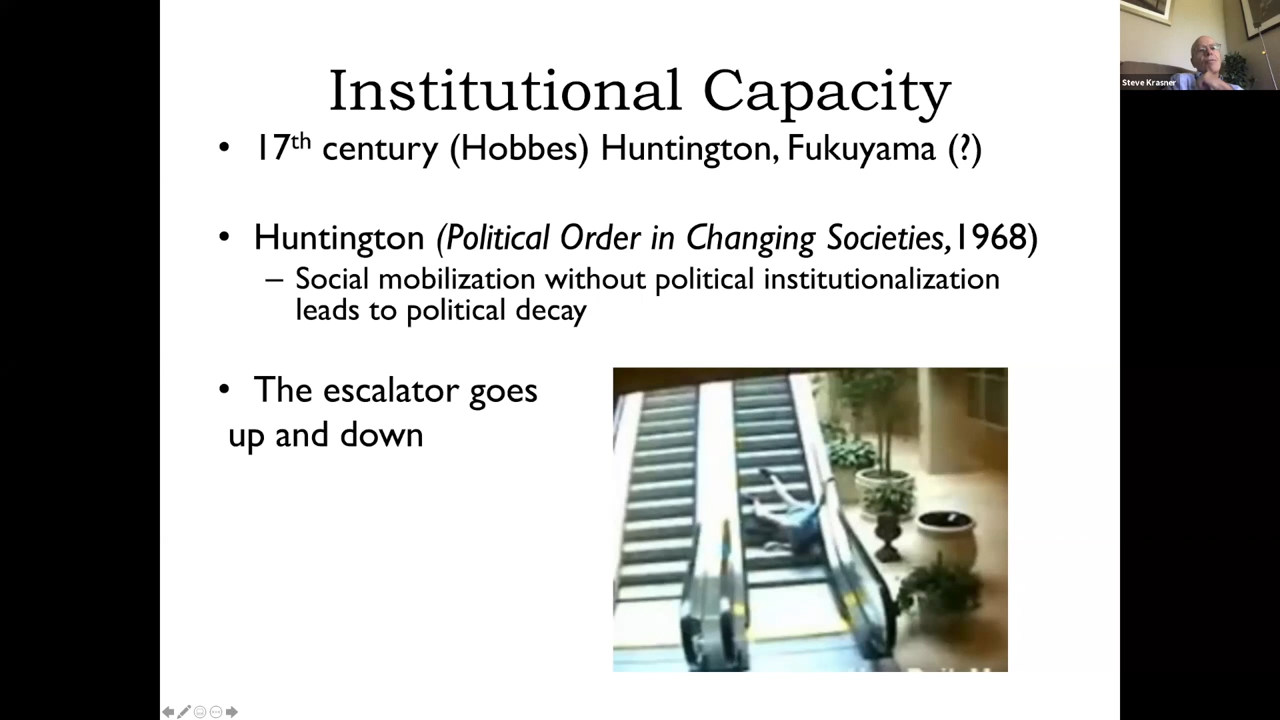 Institutional Capacity
Steve Krasner
• 17th century (Hobbes) Huntington, Fukuyama (?)
• Huntington (Political Order in Changing Societies, 1968)
– Social mobilization without political institutionalization
leads to political decay
• The escalator goes
up and down